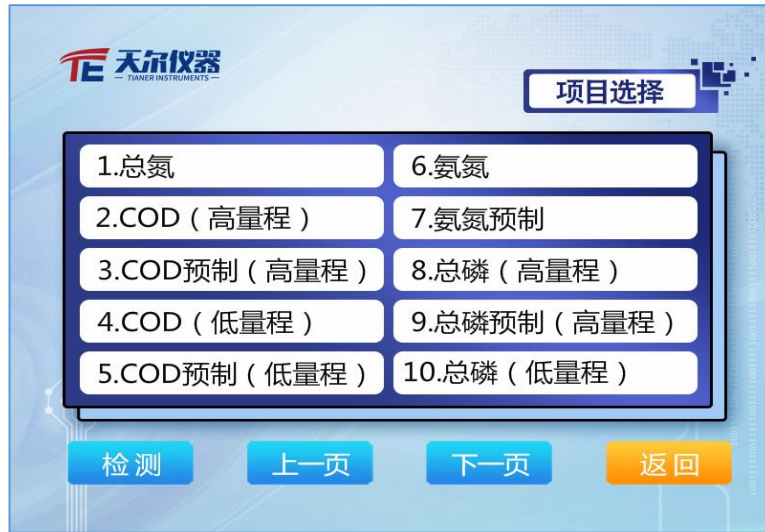 TE 天尔仪器
TIANER INSTRUMENTS
项目选择
1.总氮
2.COD（高量程）
3.COD预制（高量程）
4.COD（低量程）
5.COD预制（低量程）
6.氨氮
7.氨氮预制
8.总磷（高量程）
9.总磷预制（高量程）
10.总磷（低量程）
检测
上一页
下一页
返回